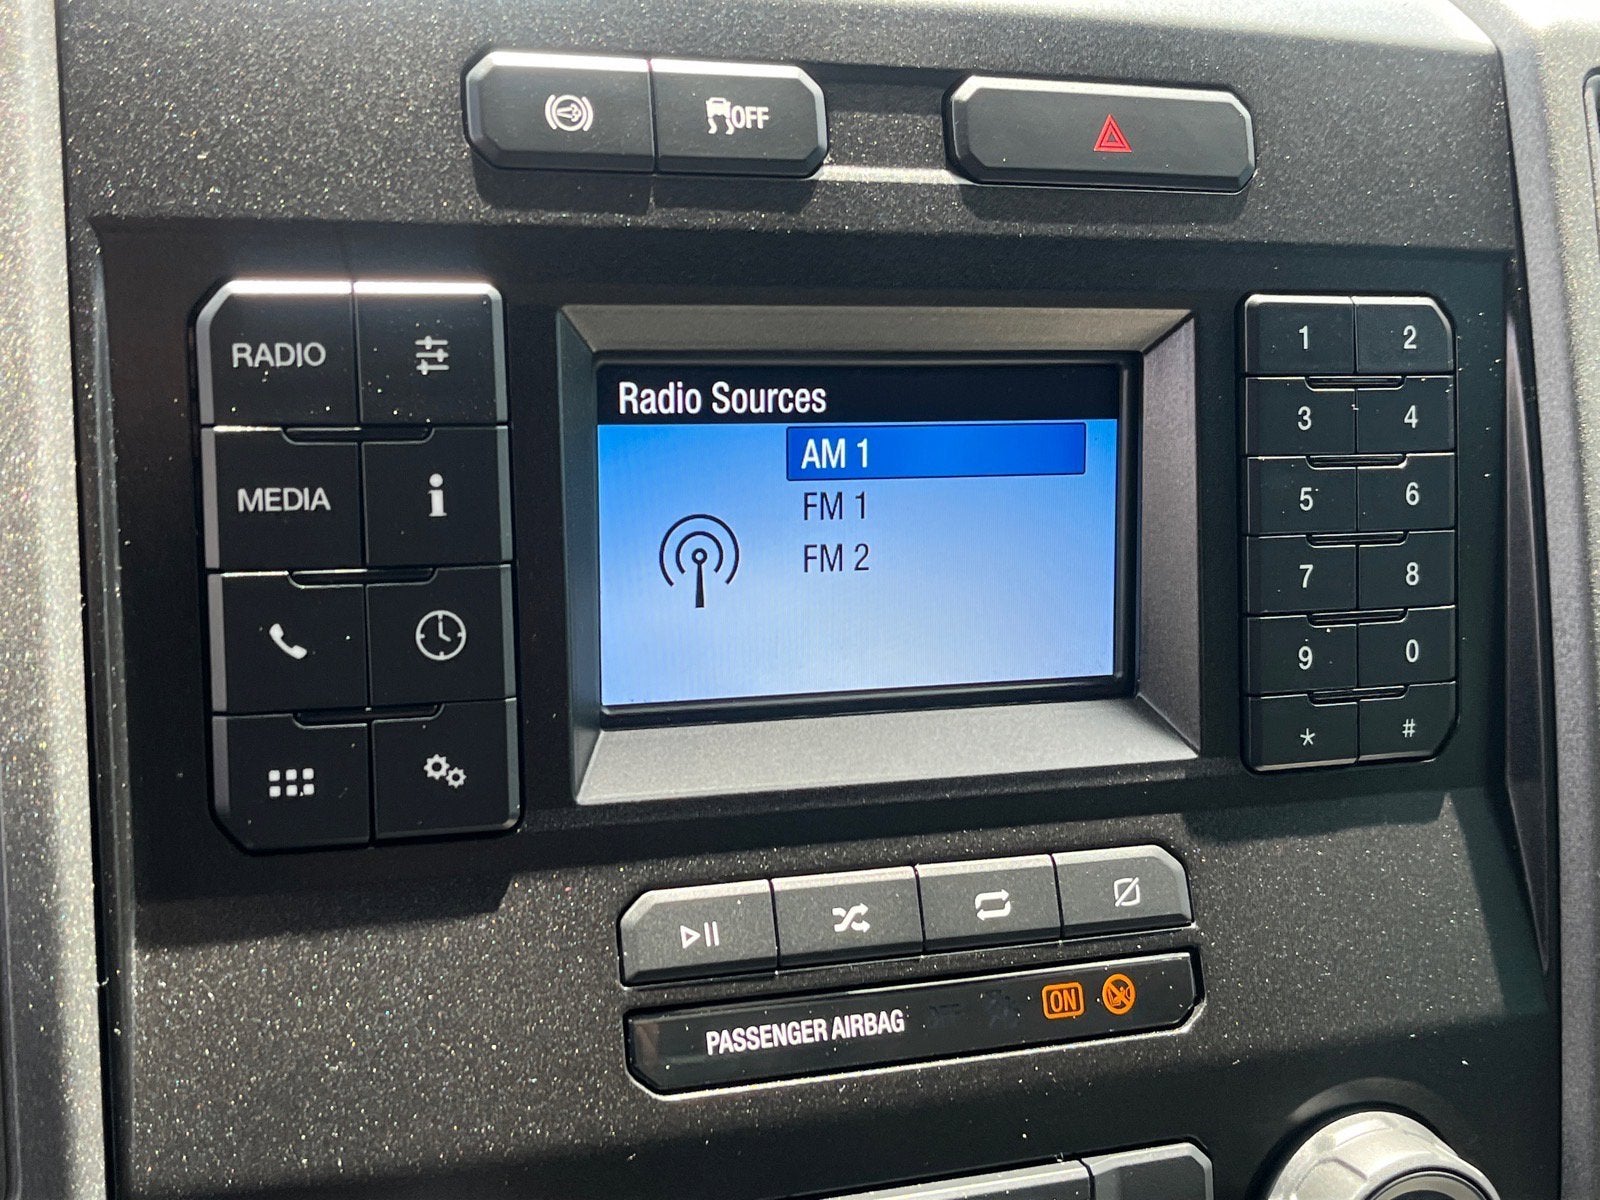 OFF
RADIO
MEDIA
Radio Sources
AM 1
FM 1
FM 2
1 2
3 4
5 6
7 8
9 0
* #
PASSENGER AIRBAG OFF ON